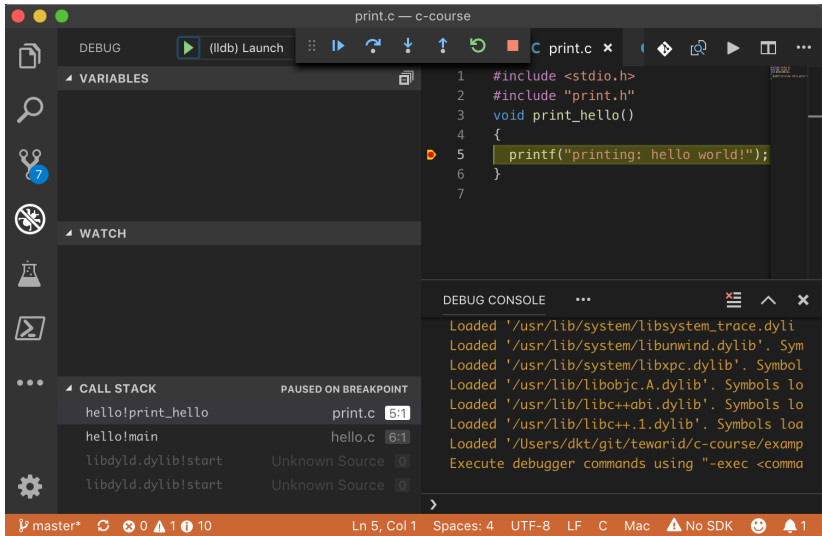 print.c — c-course
DEBUG
(lldb) Launch
C print.c ×
VARIABLES
WATCH
CALL STACK
PAUSED ON BREAKPOINT
hello!print_hello print.c 5:1
hello!main hello.c 6:1
libdyld.dylib!start Unknown Source 0
libdyld.dylib!start Unknown Source 0
7
1 #include <stdio.h>
2 #include "print.h"
3 void print_hello()
4 {
5 printf("printing: hello world!");
6 }
7
DEBUG CONSOLE
Loaded '/usr/lib/system/libsystem_trace.dyli
Loaded '/usr/lib/system/libunwind.dylib'. Sym
Loaded '/usr/lib/system/libxpc.dylib'. Symbol
Loaded '/usr/lib/libobjc.A.dylib'. Symbols lo
Loaded '/usr/lib/libc++abi.dylib'. Symbols lo
Loaded '/usr/lib/libc++.1.dylib'. Symbols loa
Loaded '/Users/dkt/git/tewarid/c-course/examp
Execute debugger commands using "-exec <comma
master* 0 1 10 Ln 5, Col 1 Spaces: 4 UTF-8 LF C Mac No SDK 1